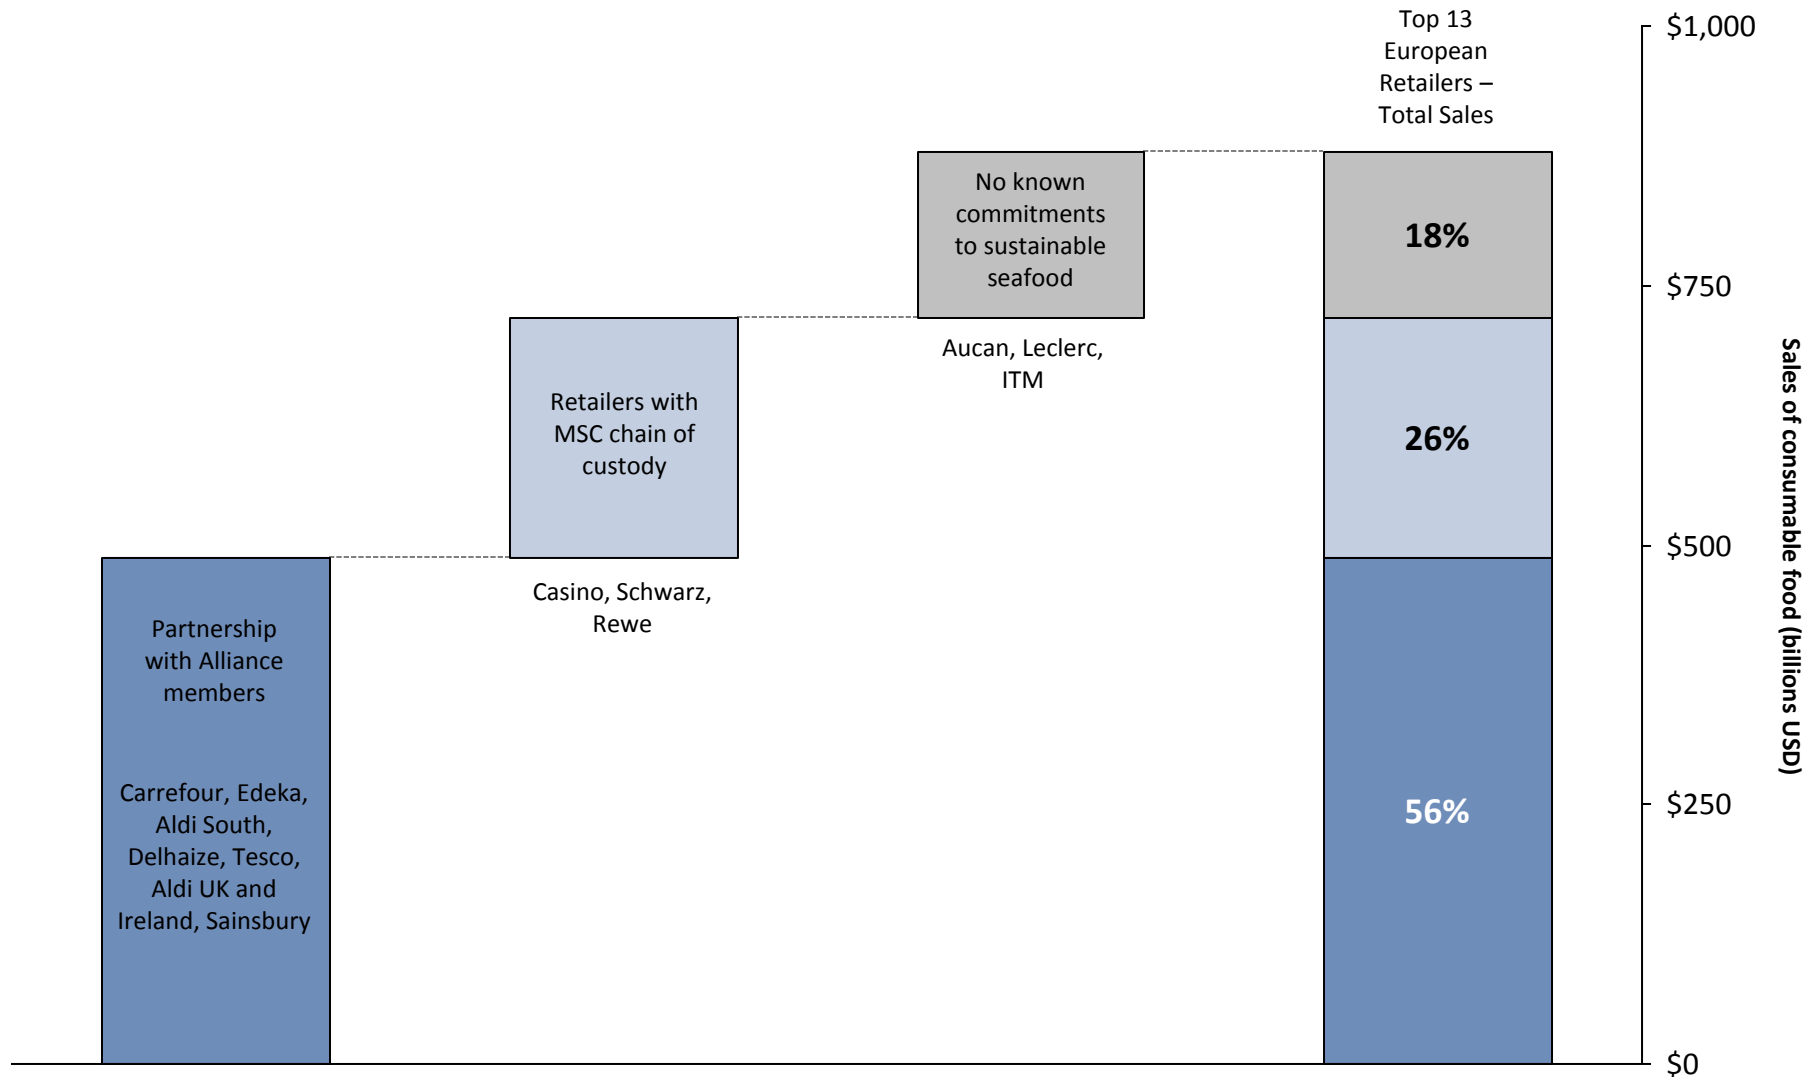 Top 13
European
Retailers –
Total Sales
$1,000
No known
commitments
to sustainable
seafood
18%
$750
Aucan, Leclerc,
ITM
Retailers with
MSC chain of
custody
26%
Sales of consumable food (billions USD)
$500
Casino, Schwarz,
Rewe
Partnership
with Alliance
members
Carrefour, Edeka,
Aldi South,
Delhaize, Tesco,
Aldi UK and
Ireland, Sainsbury
56%
$250
$0